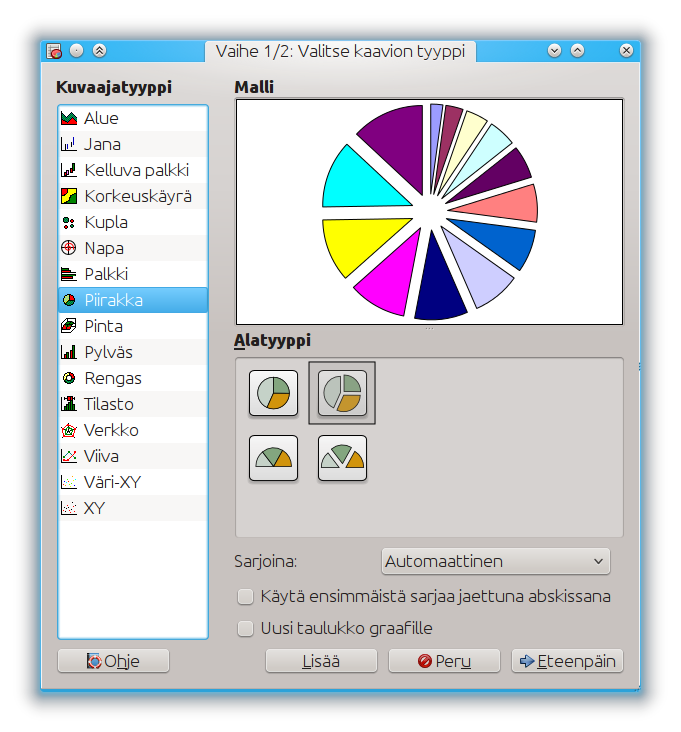 Vaihe 1/2: Valitse kaavion tyyppi
Kuvaajatyyppi
Alue
Jana
Kelluva palkki
Korkeuskäyrä
Kupla
Napa
Palkki
Piirakka
Pinta
Pylväs
Rengas
Tilasto
Verkko
Viiva
Väri-XY
XY
Malli
Alatyyppi
Sarjoina: Automaattinen
Käytä ensimmäistä sarjaa jaettuna abskissana
Uusi taulukko graafille
Ohje Lisää Peru Eteenpäin